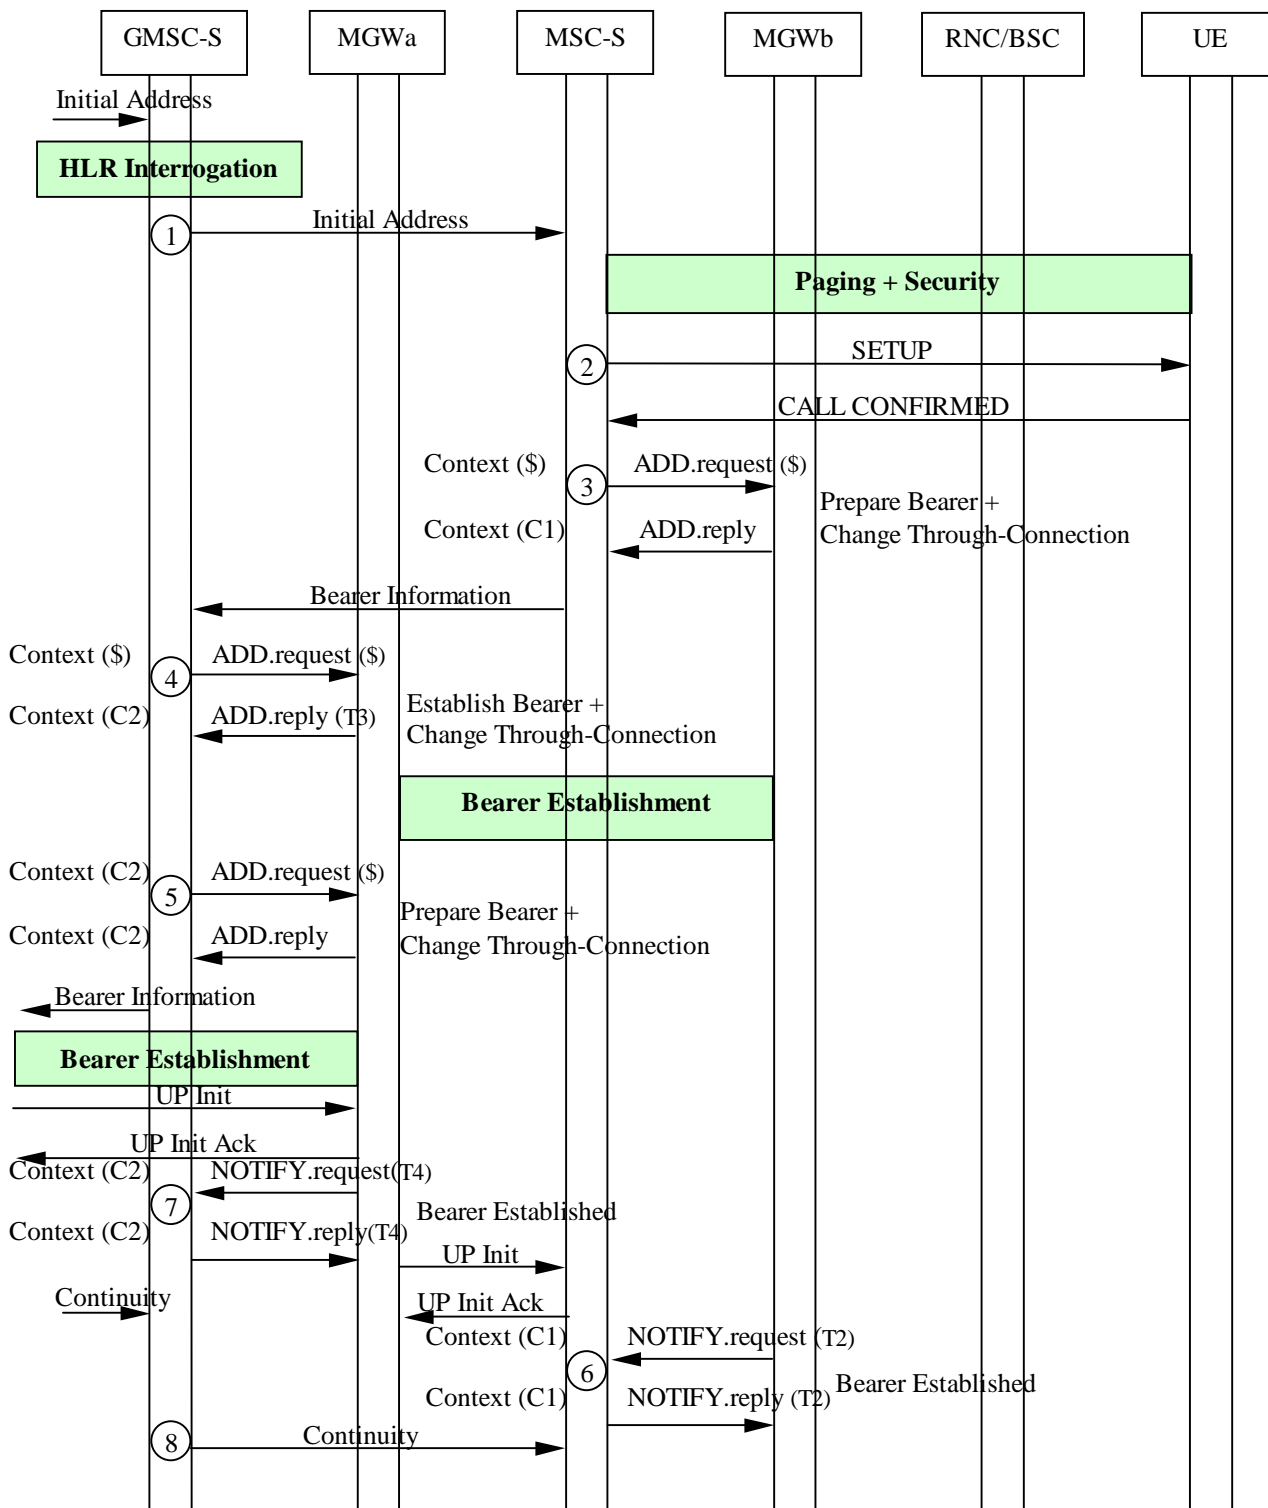 GMSC-S MGWa MSC-S MGWb RNC/BSC UE
Initial Address
HLR Interrogation
1 Initial Address
Paging + Security
2 SETUP
CALL CONFIRMED
Context ($) 3 ADD.request ($)
Prepare Bearer +
Change Through-Connection
Context (C1) ADD.reply
Bearer Information
Context ($) 4 ADD.request ($)
Context (C2) ADD.reply (T3)
Establish Bearer +
Change Through-Connection
Bearer Establishment
Context (C2) 5 ADD.request ($)
Prepare Bearer +
Change Through-Connection
Context (C2) ADD.reply
Bearer Information
Bearer Establishment
UP Init
UP Init Ack
Context (C2) 7 NOTIFY.request(T4)
Bearer Established
Context (C2) NOTIFY.reply(T4)
UP Init
Continuity
UP Init Ack
Context (C1) 6 NOTIFY.request (T2)
Bearer Established
Context (C1) NOTIFY.reply (T2)
8 Continuity